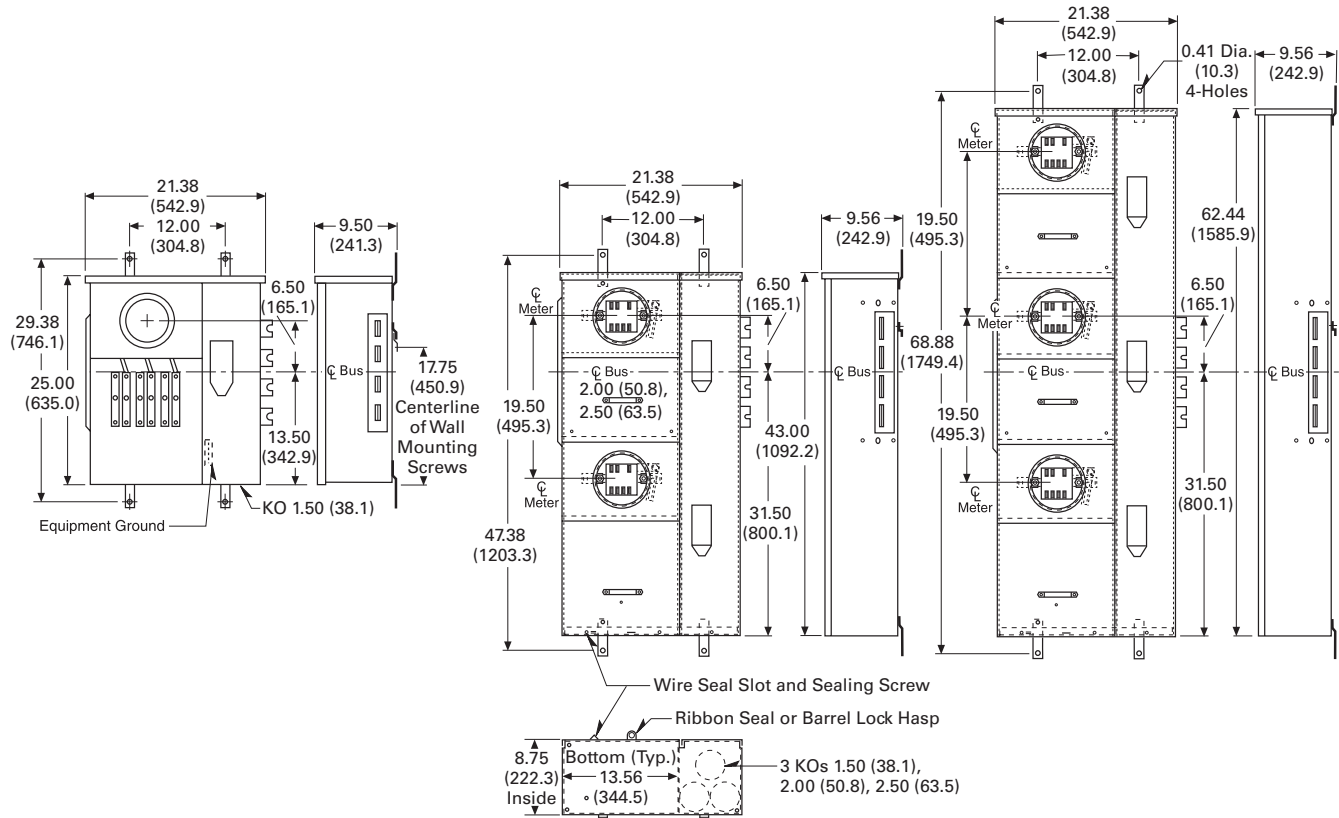 21.38
(542.9)
12.00
(304.8)
9.50
(241.3)
6.50
(165.1)
29.38
(746.1)
25.00
(635.0)
℄ Bus
17.75
(450.9)
Centerline
of Wall
Mounting
Screws
13.50
(342.9)
KO 1.50 (38.1)
Equipment Ground
21.38
(542.9)
12.00
(304.8)
9.56
(242.9)
℄
Meter
6.50
(165.1)
℄ Bus
2.00 (50.8),
2.50 (63.5)
℄ Bus
19.50
(495.3)
43.00
(1092.2)
℄
Meter
31.50
(800.1)
47.38
(1203.3)
21.38
(542.9)
12.00
(304.8)
0.41 Dia.
(10.3)
4-Holes
9.56
(242.9)
℄
Meter
19.50
(495.3)
62.44
(1585.9)
℄
Meter
6.50
(165.1)
68.88
(1749.4)
℄ Bus
℄ Bus
19.50
(495.3)
℄
Meter
31.50
(800.1)
Wire Seal Slot and Sealing Screw
Ribbon Seal or Barrel Lock Hasp
8.75
(222.3)
Inside
Bottom (Typ.)
13.56
(344.5)
3 KOs 1.50 (38.1),
2.00 (50.8), 2.50 (63.5)